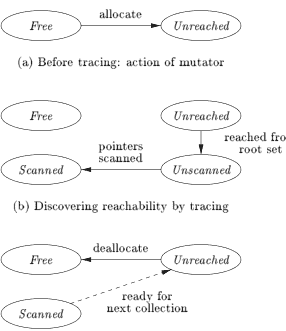 allocate
Free
Unreached
(a) Before tracing: action of mutator
Free
Unreached
pointers
scanned
reached fro
root set
Scanned
Unscanned
(b) Discovering reachability by tracing
Free
deallocate
Unreached
Scanned
ready for
next collection